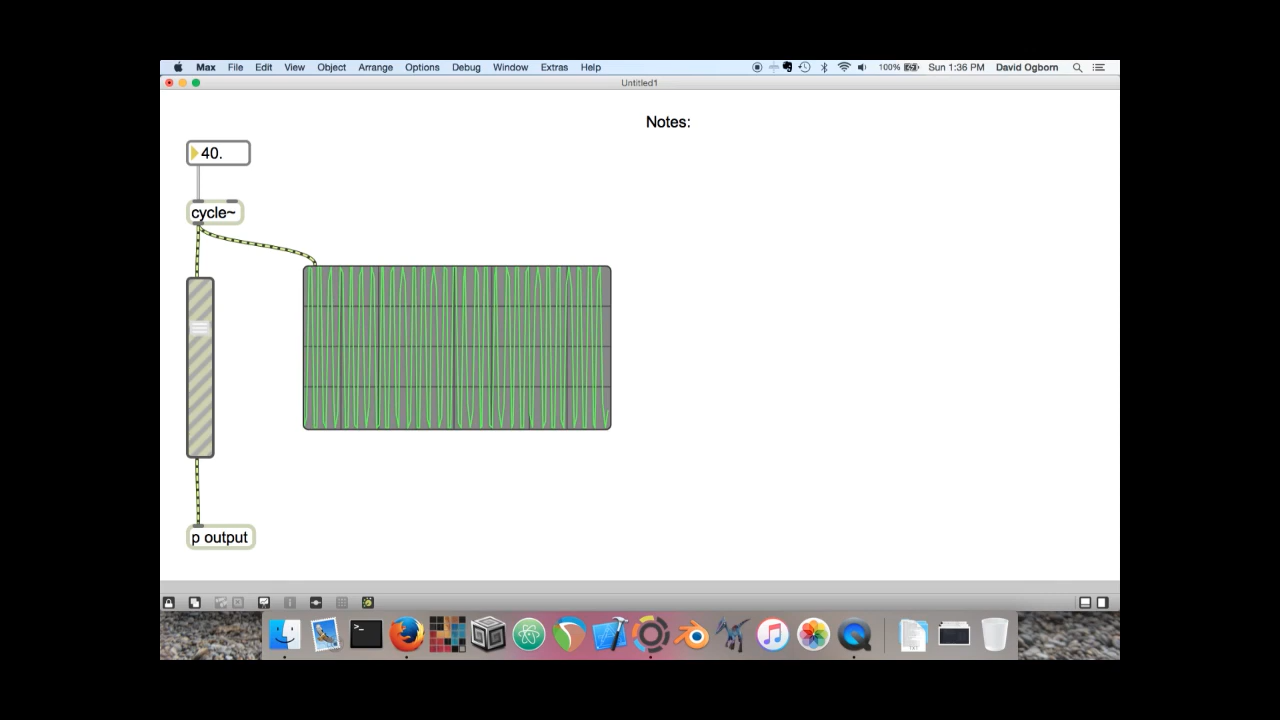 Max File Edit View Object Arrange Options Debug Window Extras Help 100% Sun 1:36 PM David Ogborn
Untitled1
Notes:
40.
cycle~
p output